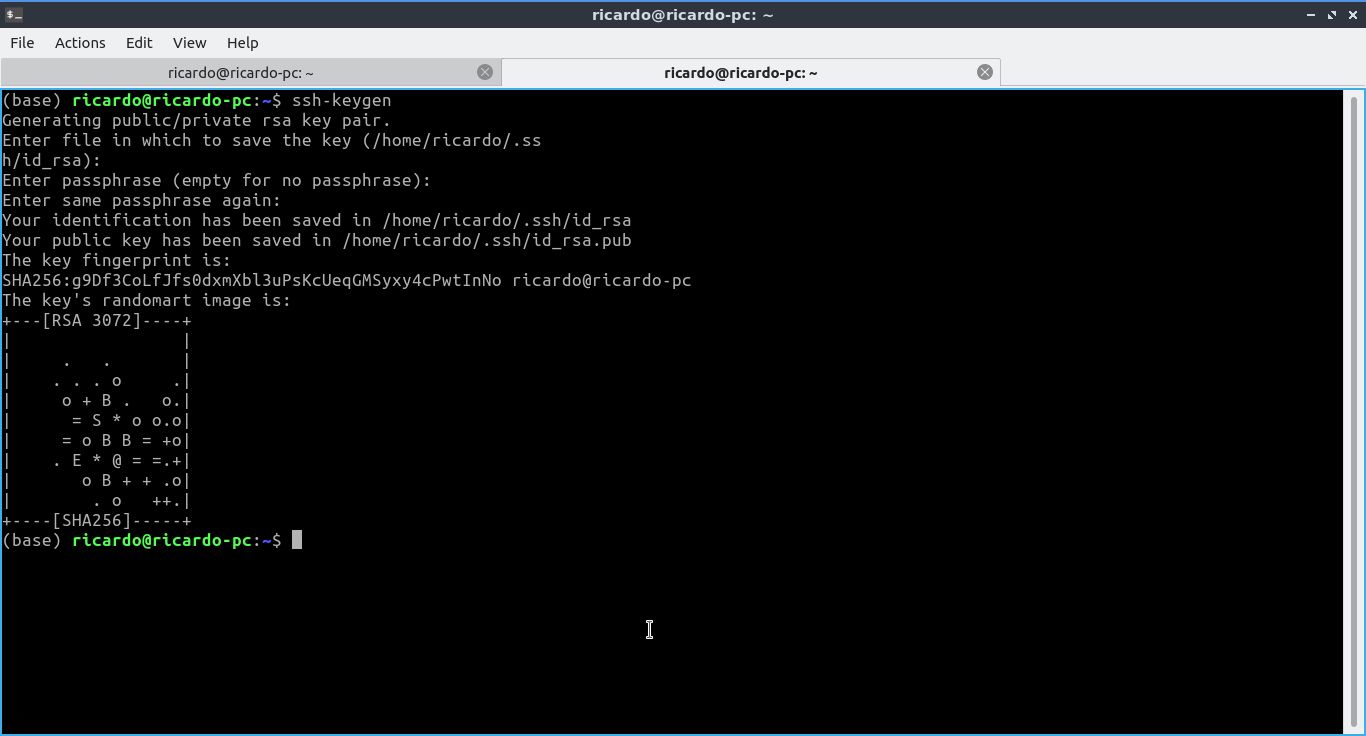 ricardo@ricardo-pc: ~
File Actions Edit View Help
ricardo@ricardo-pc: ~ ricardo@ricardo-pc: ~
(base) ricardo@ricardo-pc:~$ ssh-keygen
Generating public/private rsa key pair.
Enter file in which to save the key (/home/ricardo/.ss
h/id_rsa):
Enter passphrase (empty for no passphrase):
Enter same passphrase again:
Your identification has been saved in /home/ricardo/.ssh/id_rsa
Your public key has been saved in /home/ricardo/.ssh/id_rsa.pub
The key fingerprint is:
SHA256:g9Df3CoLfJfs0dxmXbl3uPsKcUeqGMSyxy4cPwtInNo ricardo@ricardo-pc
The key's randomart image is:
+---[RSA 3072]----+
|                 |
|     .   .       |
|    . . . o     .|
|     o + B .   o.|
|      = S * o o.o|
|     = o B B = +o|
|    . E * @ = =.+|
|       o B + + .o|
|        . o   ++.|
+----[SHA256]-----+
(base) ricardo@ricardo-pc:~$